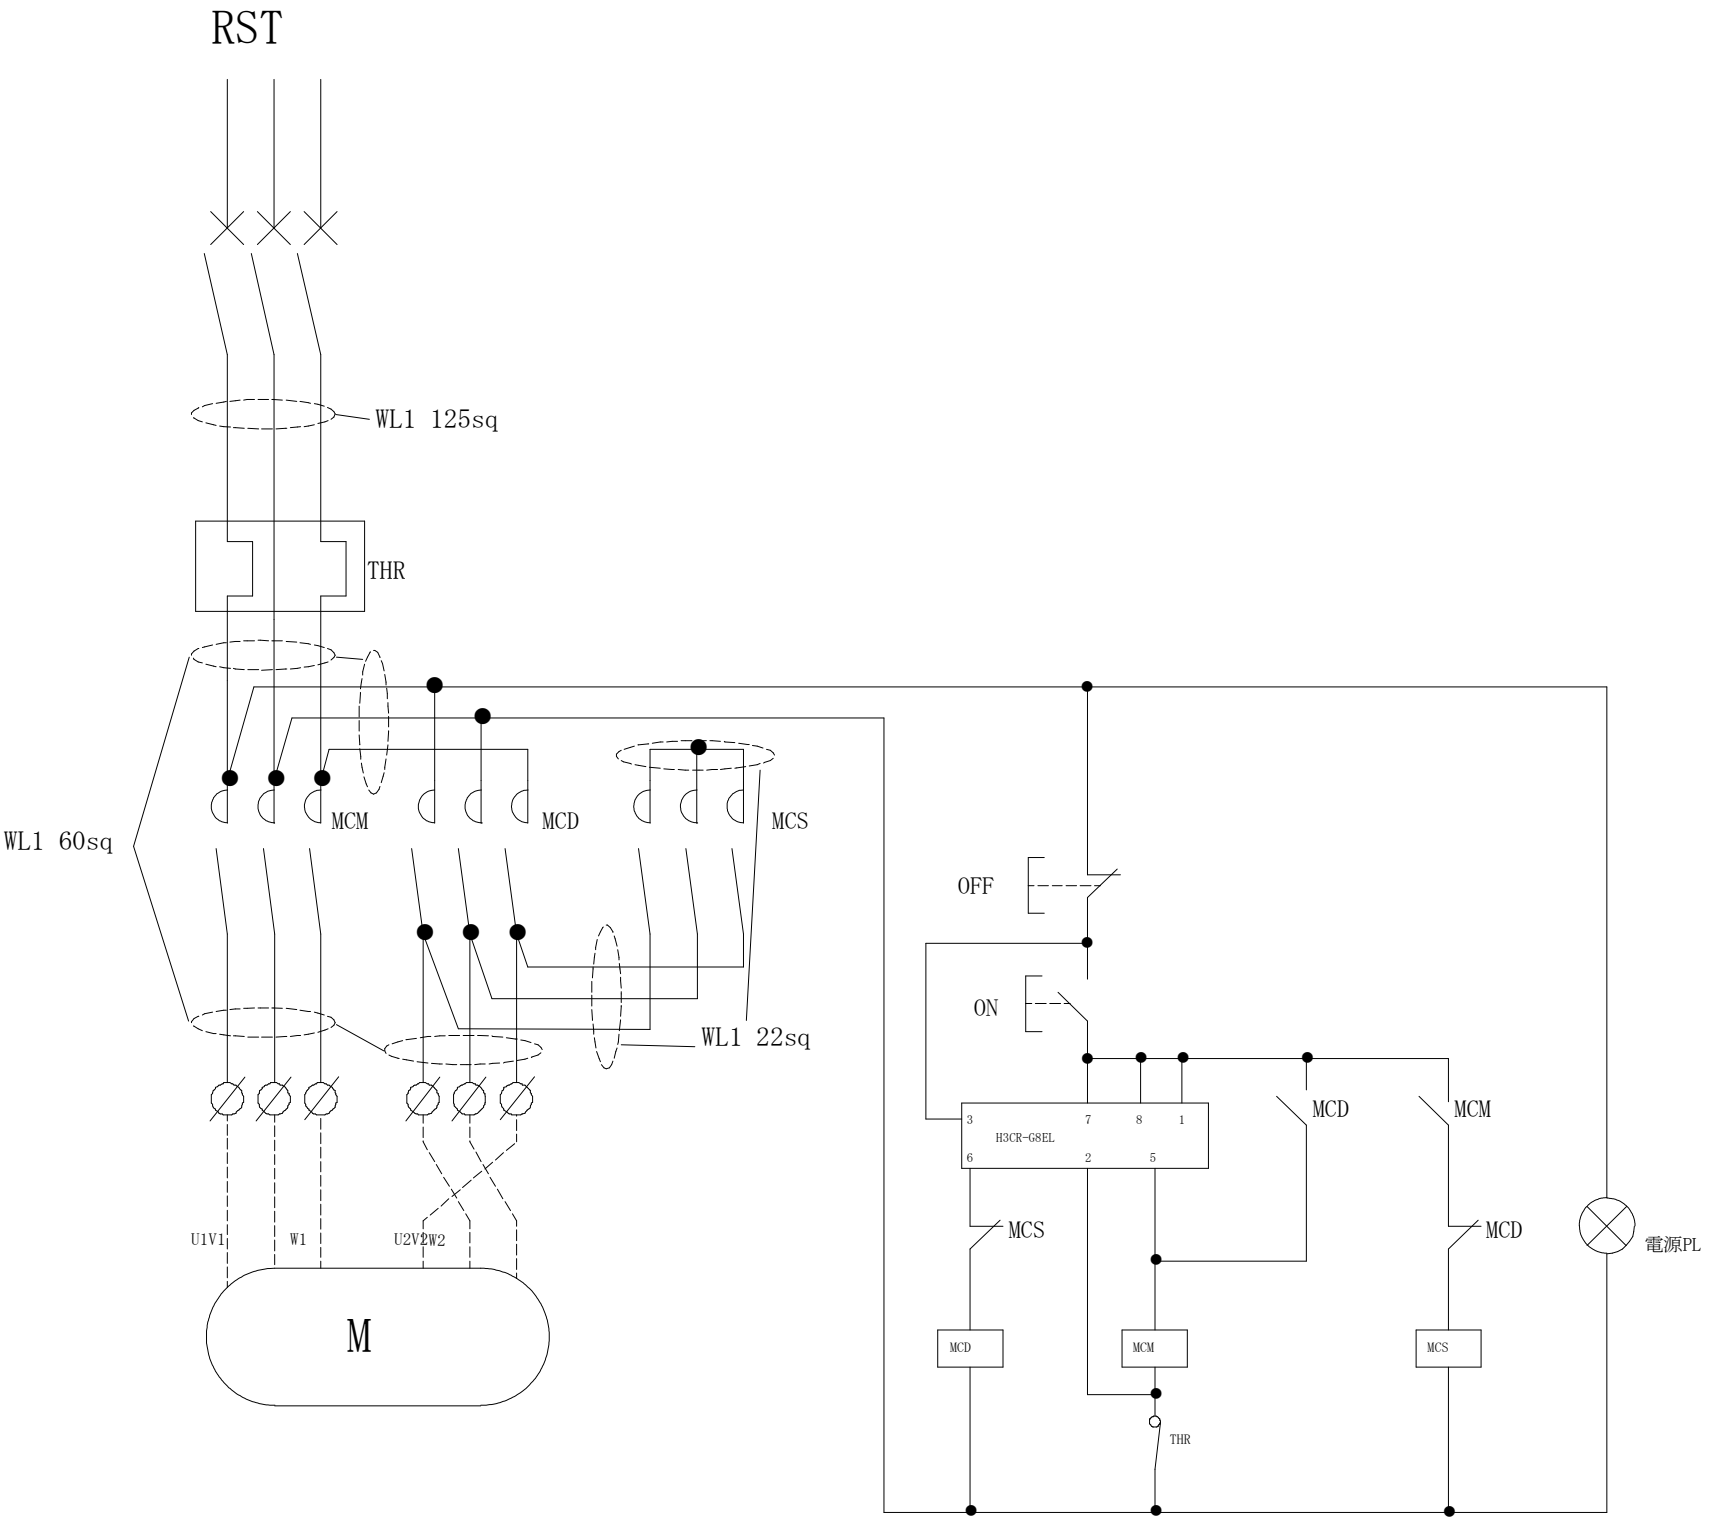 RST
WL1 125sq
THR
MCM
MCD
MCS
WL1 60sq
OFF
ON
WL1 22sq
MCD
MCM
3
7
8
1
H3CR-G8EL
6
2
5
MCS
MCD
U1V1
W1
U2V2W2
電源PL
M
MCD
MCM
MCS
THR